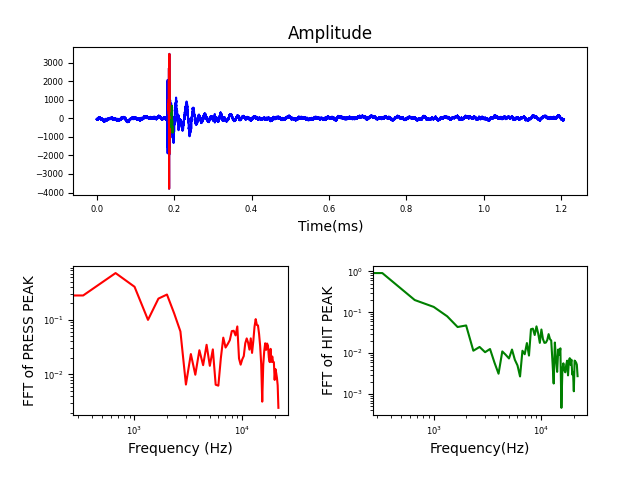 Amplitude
3000
2000
1000
0
−1000
−2000
−3000
−4000
0.0 0.2 0.4 0.6 0.8 1.0 1.2
Time(ms)
FFT of PRESS PEAK
10⁻¹
10⁻²
10³ 10⁴
Frequency (Hz)
FFT of HIT PEAK
10⁰
10⁻¹
10⁻²
10⁻³
10³ 10⁴
Frequency(Hz)